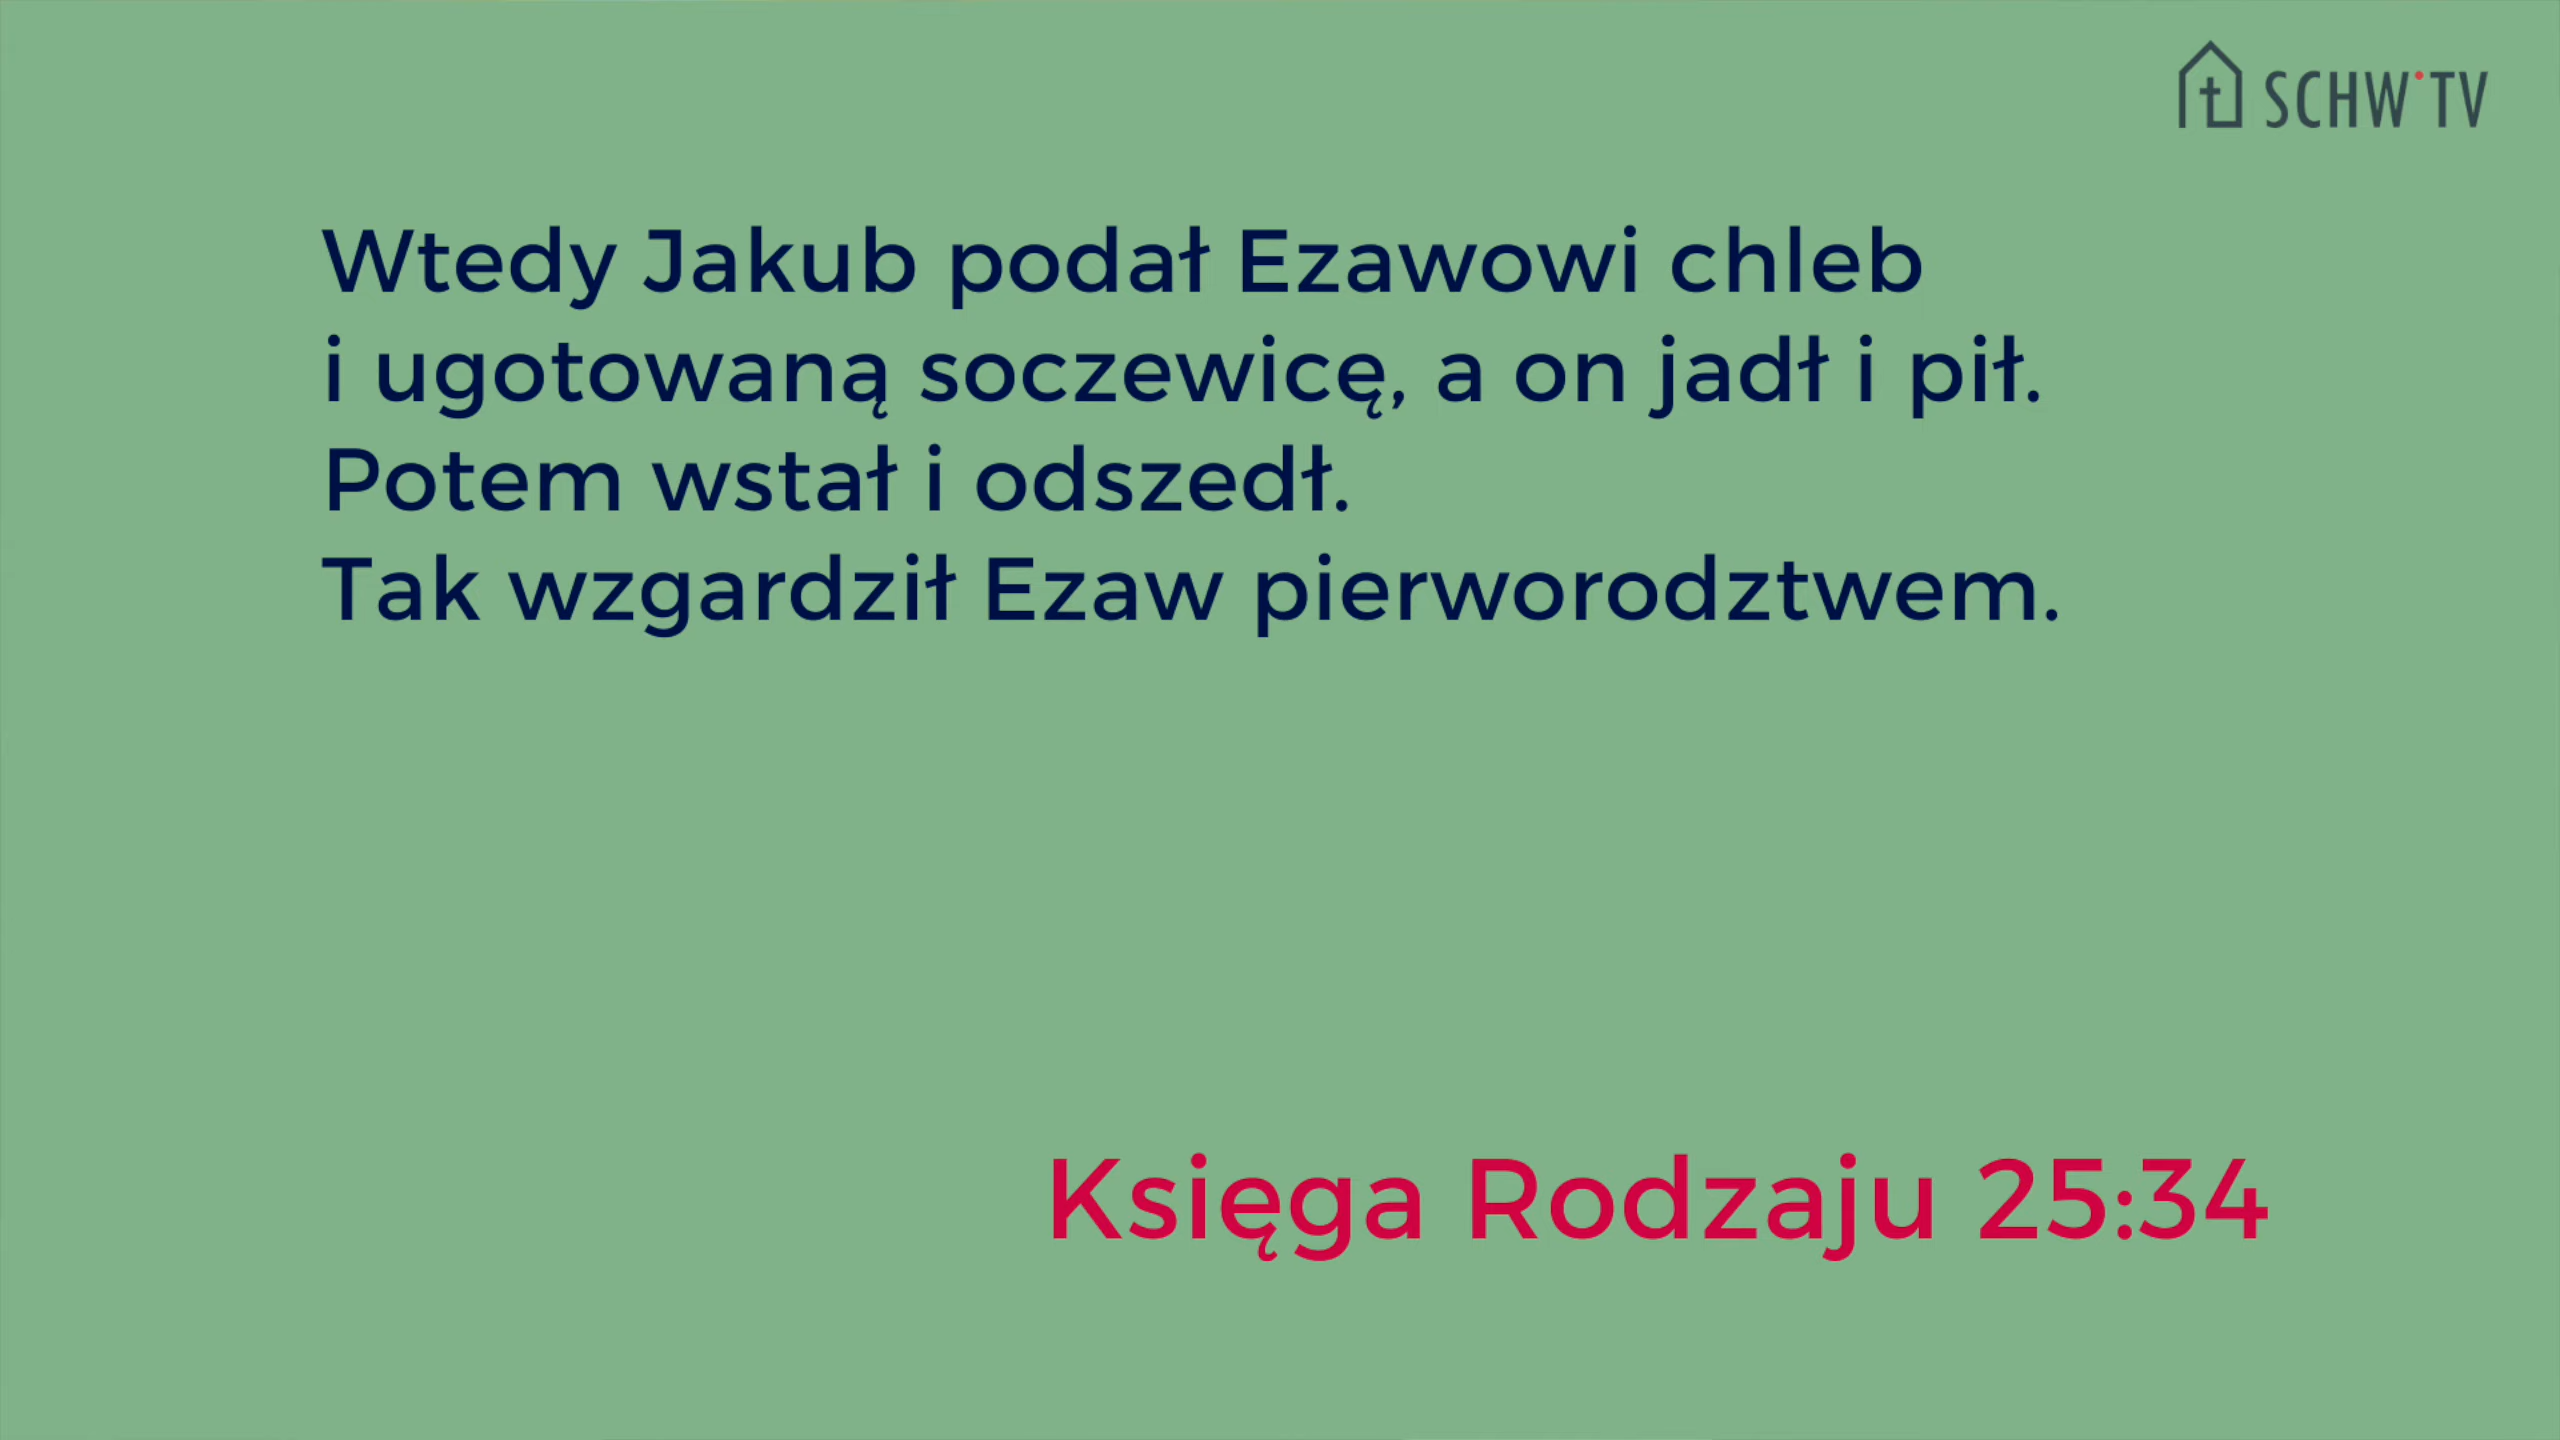 SCHW TV
Wtedy Jakub podał Ezawowi chleb
i ugotowaną soczewicę, a on jadł i pił.
Potem wstał i odszedł.
Tak wzgardził Ezaw pierworodztwem.
Księga Rodzaju 25:34